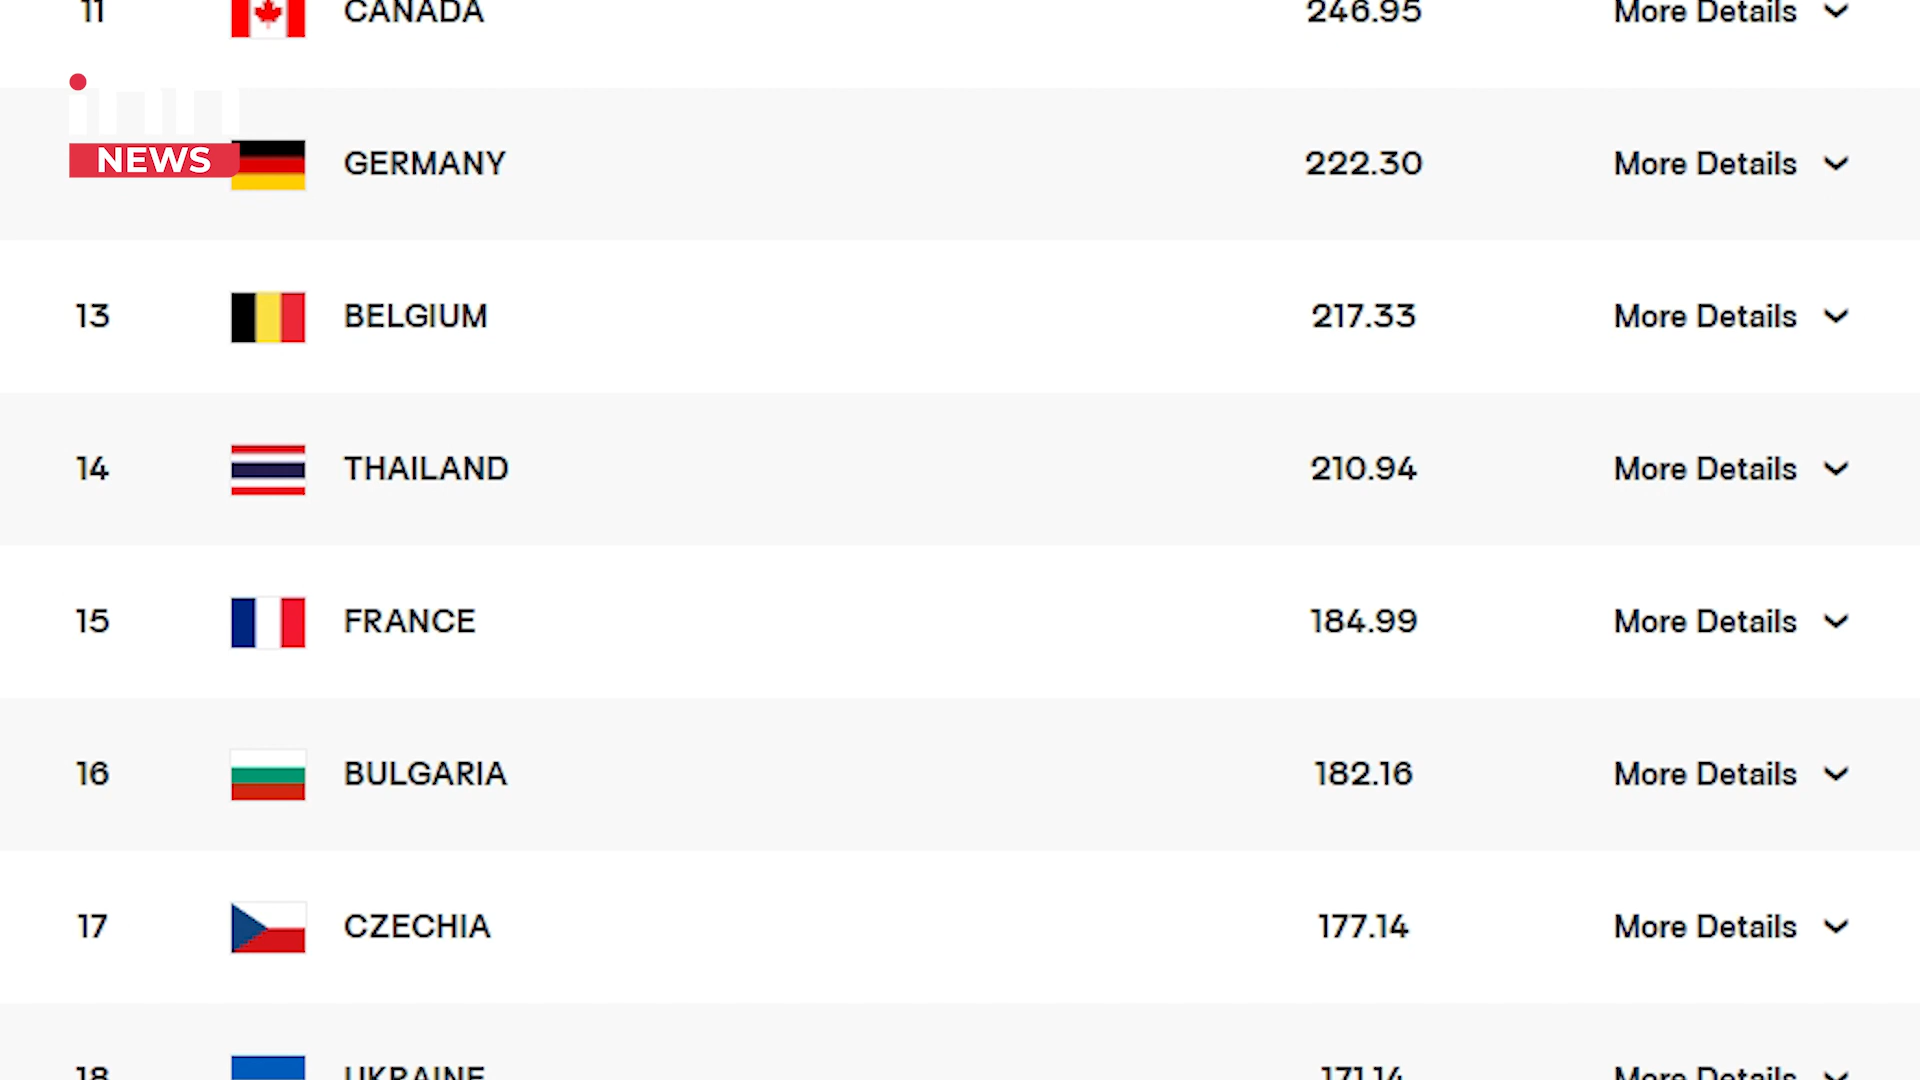 11 CANADA 246.95 More Details
inn
NEWS
GERMANY 222.30 More Details
13 BELGIUM 217.33 More Details
14 THAILAND 210.94 More Details
15 FRANCE 184.99 More Details
16 BULGARIA 182.16 More Details
17 CZECHIA 177.14 More Details
18 UKRAINE 171.14 More Details